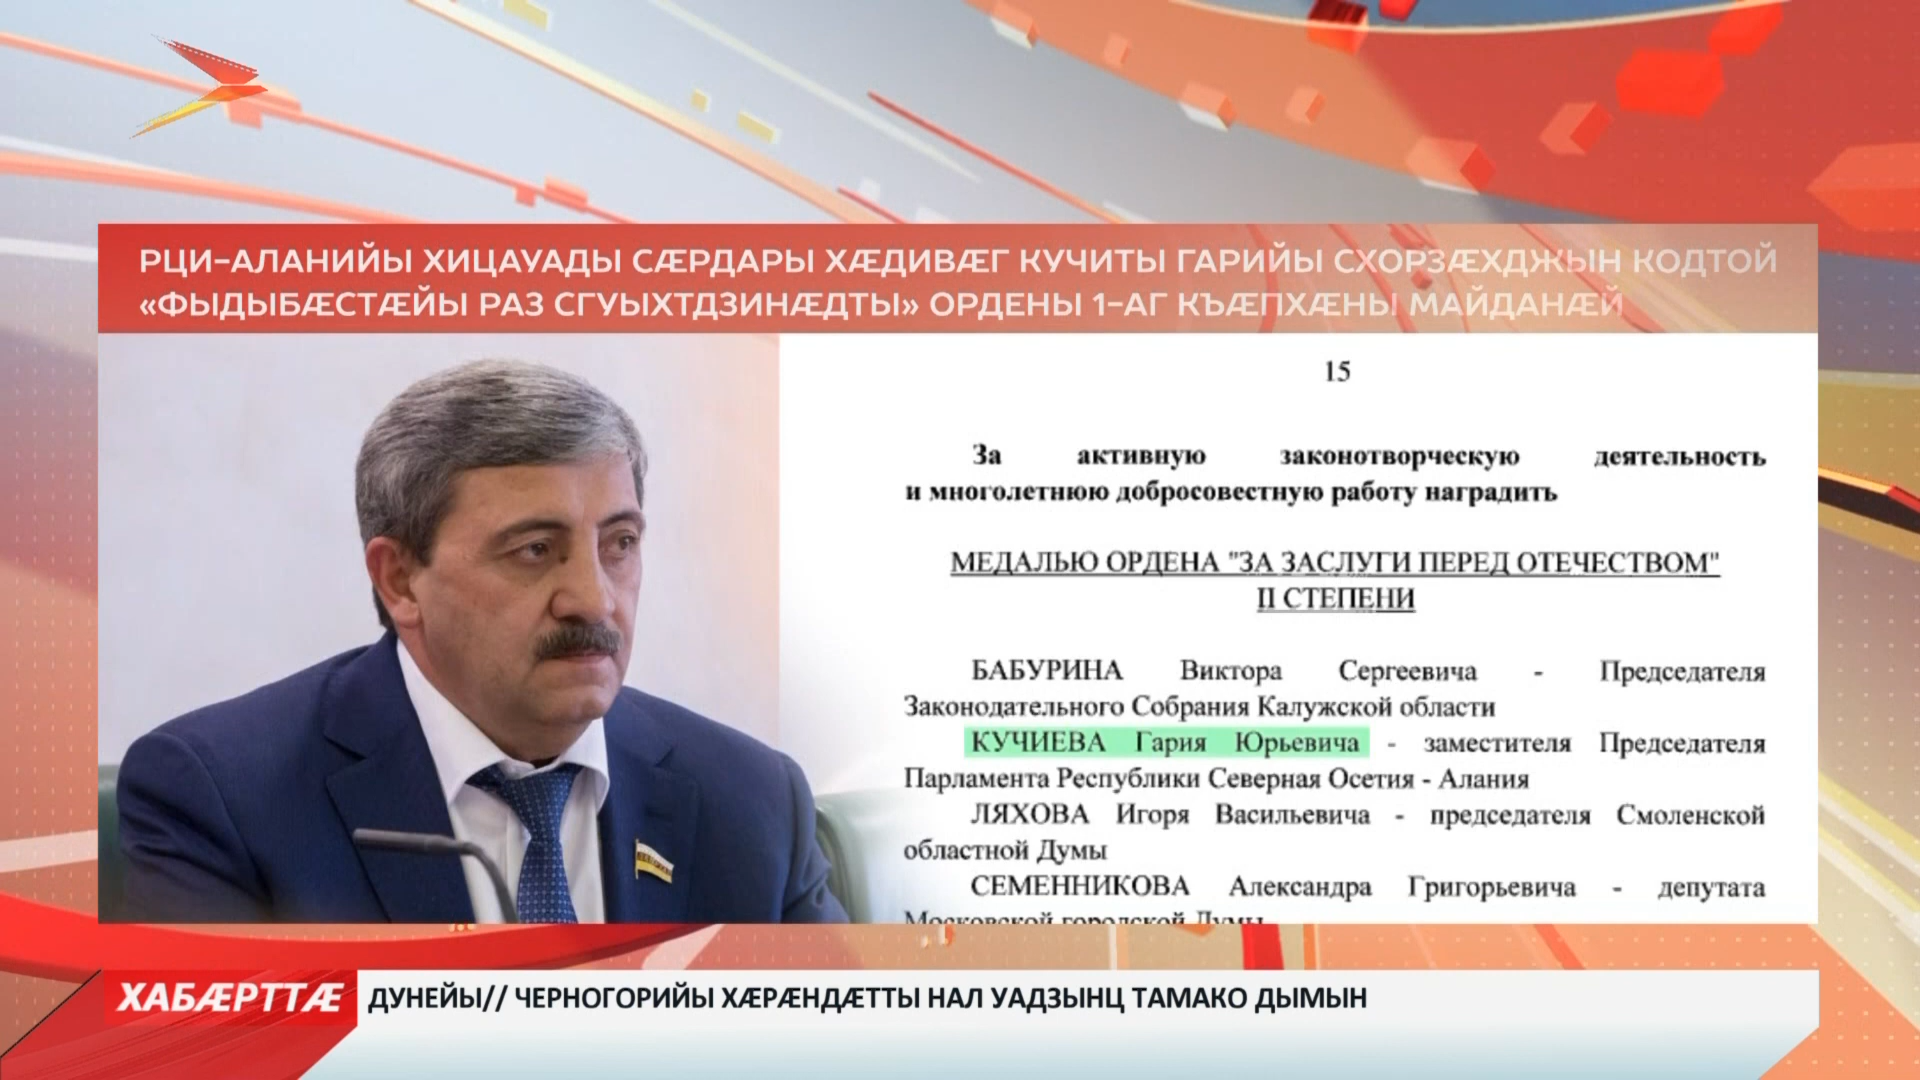 РЦИ-АЛАНИЙЫ ХИЦАУАДЫ СÆРДАРЫ ХÆДИВÆГ КУЧИТЫ ГАРИЙЫ СХОРЗÆХДЖЫН КОДТОЙ
«ФЫДЫБÆСТÆЙЫ РАЗ СГУЫХТДЗИНÆДТЫ» ОРДЕНЫ 1-АГ КЪÆПХÆНЫ МАЙДАНÆЙ
15
За активную законотворческую деятельность
и многолетнюю добросовестную работу наградить
МЕДАЛЬЮ ОРДЕНА "ЗА ЗАСЛУГИ ПЕРЕД ОТЕЧЕСТВОМ"
II СТЕПЕНИ
БАБУРИНА Виктора Сергеевича - Председателя
Законодательного Собрания Калужской области
КУЧИЕВА Гария Юрьевича - заместителя Председателя
Парламента Республики Северная Осетия - Алания
ЛЯХОВА Игоря Васильевича - председателя Смоленской
областной Думы
СЕМЕННИКОВА Александра Григорьевича - депутата
Московской городской Думы
ХАБÆРТТÆ ДУНЕЙЫ// ЧЕРНОГОРИЙЫ ХÆРÆНДÆТТЫ НАЛ УАДЗЫНЦ ТАМАКО ДЫМЫН